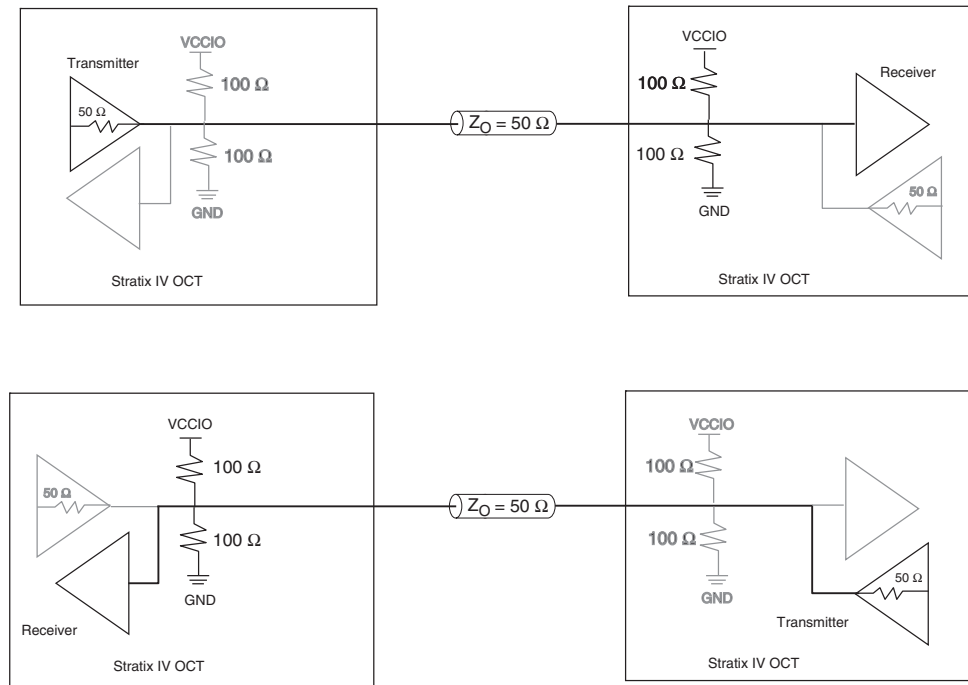 VCCIO
100 Ω
100 Ω
GND
Transmitter
50 Ω
Stratix IV OCT
Z_O = 50 Ω
VCCIO
100 Ω
100 Ω
GND
Receiver
50 Ω
Stratix IV OCT
VCCIO
100 Ω
100 Ω
GND
50 Ω
Receiver
Stratix IV OCT
Z_O = 50 Ω
VCCIO
100 Ω
100 Ω
GND
50 Ω
Transmitter
Stratix IV OCT